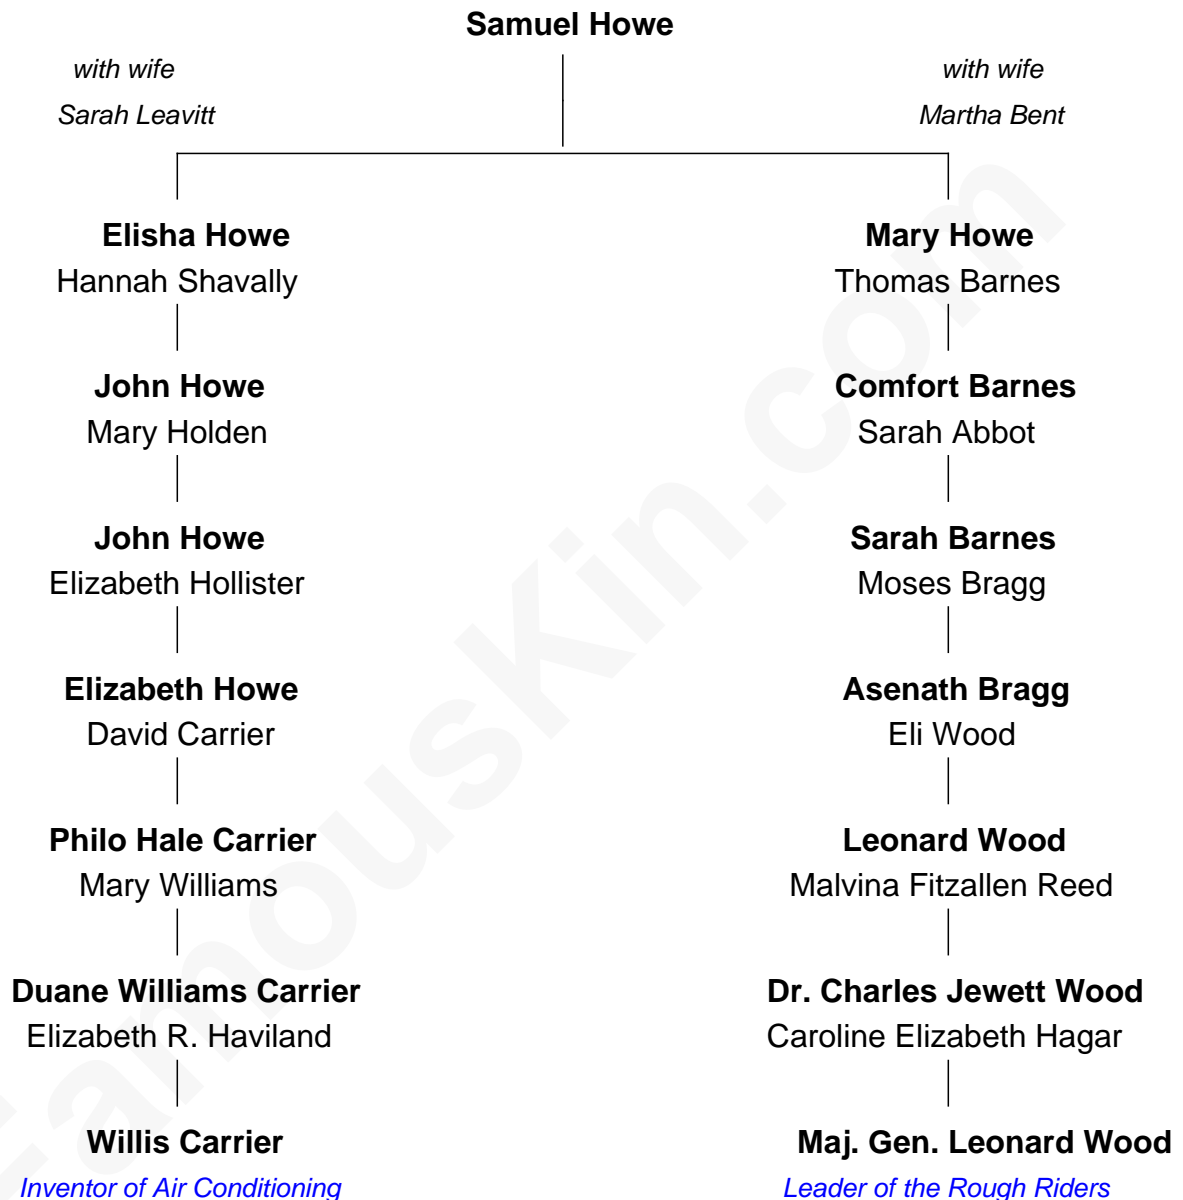 Samuel Howe
with wife
Sarah Leavitt
with wife
Martha Bent
Elisha Howe
Hannah Shavally
Mary Howe
Thomas Barnes
John Howe
Mary Holden
Comfort Barnes
Sarah Abbot
John Howe
Elizabeth Hollister
Sarah Barnes
Moses Bragg
Elizabeth Howe
David Carrier
Asenath Bragg
Eli Wood
Philo Hale Carrier
Mary Williams
Leonard Wood
Malvina Fitzallen Reed
Duane Williams Carrier
Elizabeth R. Haviland
Dr. Charles Jewett Wood
Caroline Elizabeth Hagar
Willis Carrier
Inventor of Air Conditioning
Maj. Gen. Leonard Wood
Leader of the Rough Riders
FamousKin.com